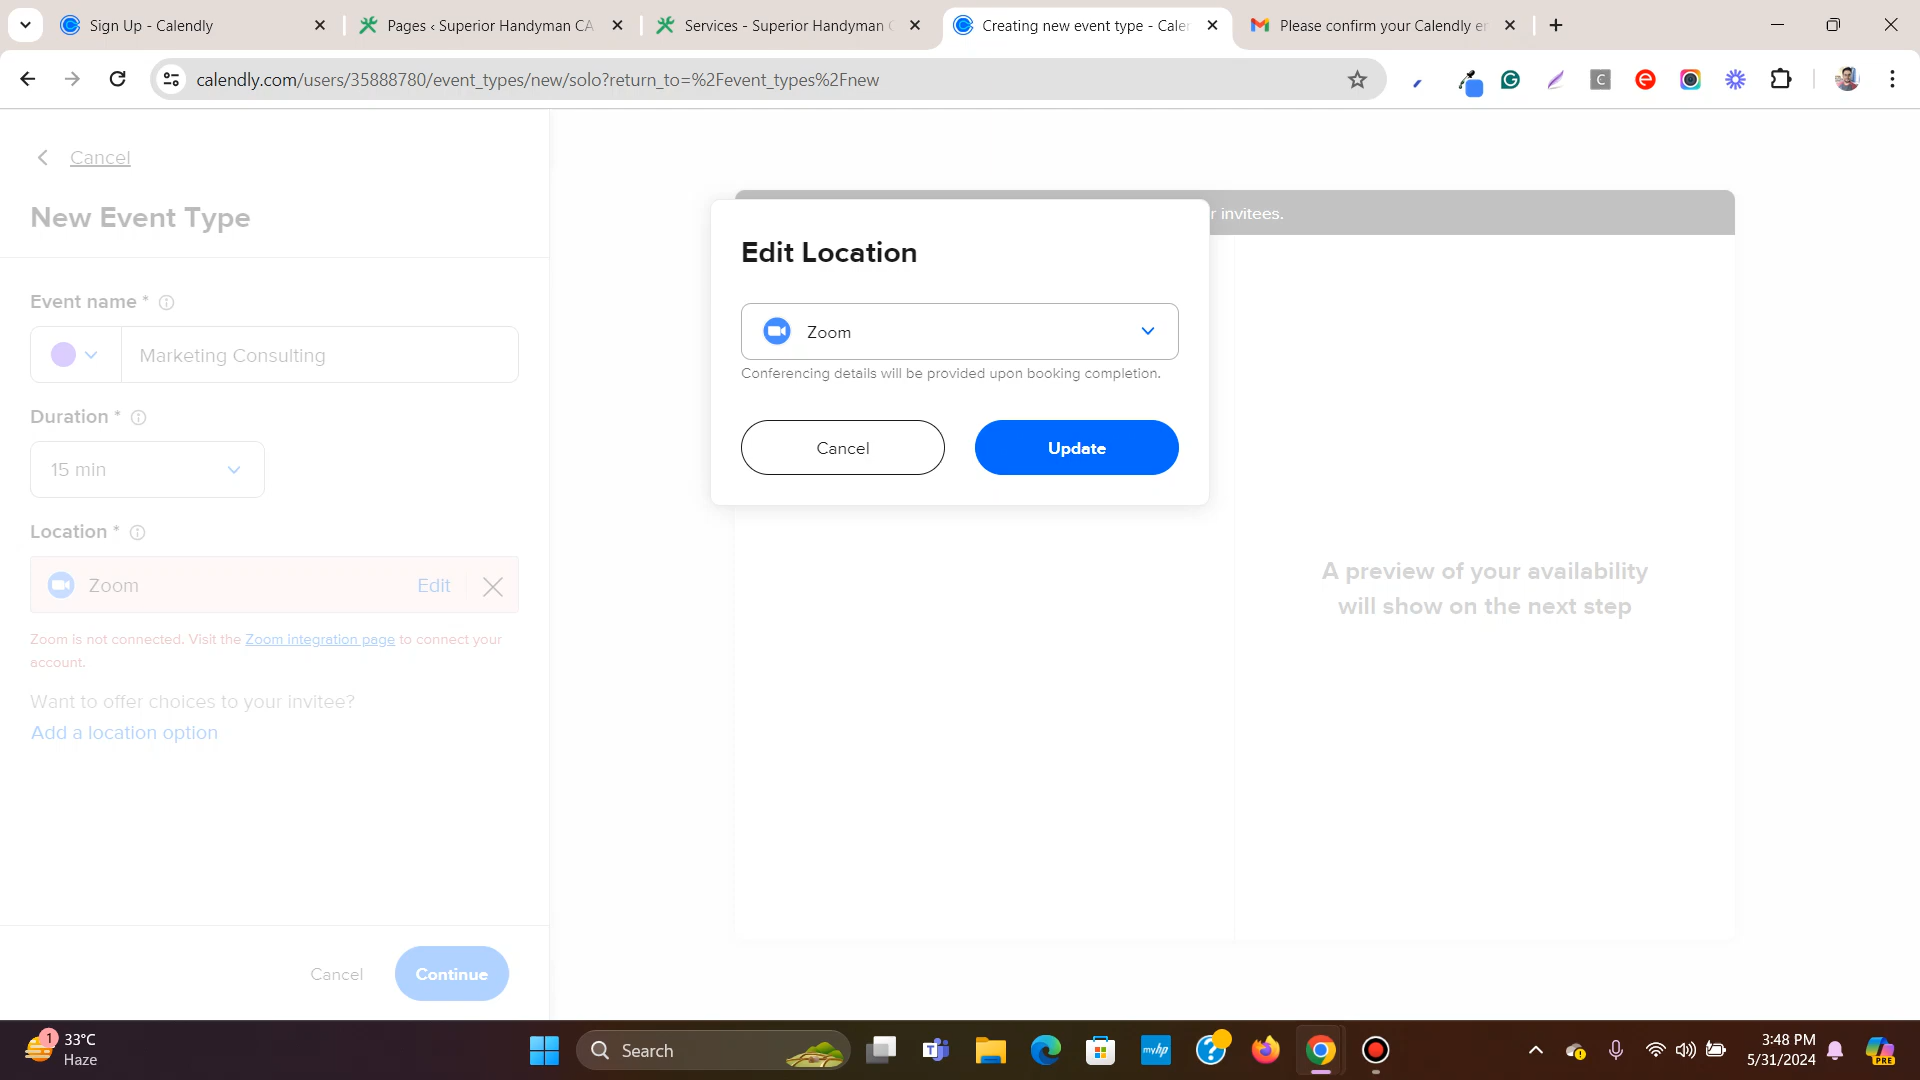 Sign Up - Calendly
Pages ‹ Superior Handyman CA
Services - Superior Handyman
Creating new event type - Cale
Please confirm your Calendly e
calendly.com/users/35888780/event_types/new/solo?return_to=%2Fevent_types%2Fnew
Cancel
New Event Type
Event name *
Marketing Consulting
Duration *
15 min
Location *
Zoom
Edit
Zoom is not connected. Visit the Zoom integration page to connect your
account.
Want to offer choices to your invitee?
Add a location option
Cancel
Continue
r invitees.
Edit Location
Zoom
Conferencing details will be provided upon booking completion.
Cancel
Update
A preview of your availability
will show on the next step
1
33°C
Haze
Search
myhp
3:48 PM
5/31/2024
PRE